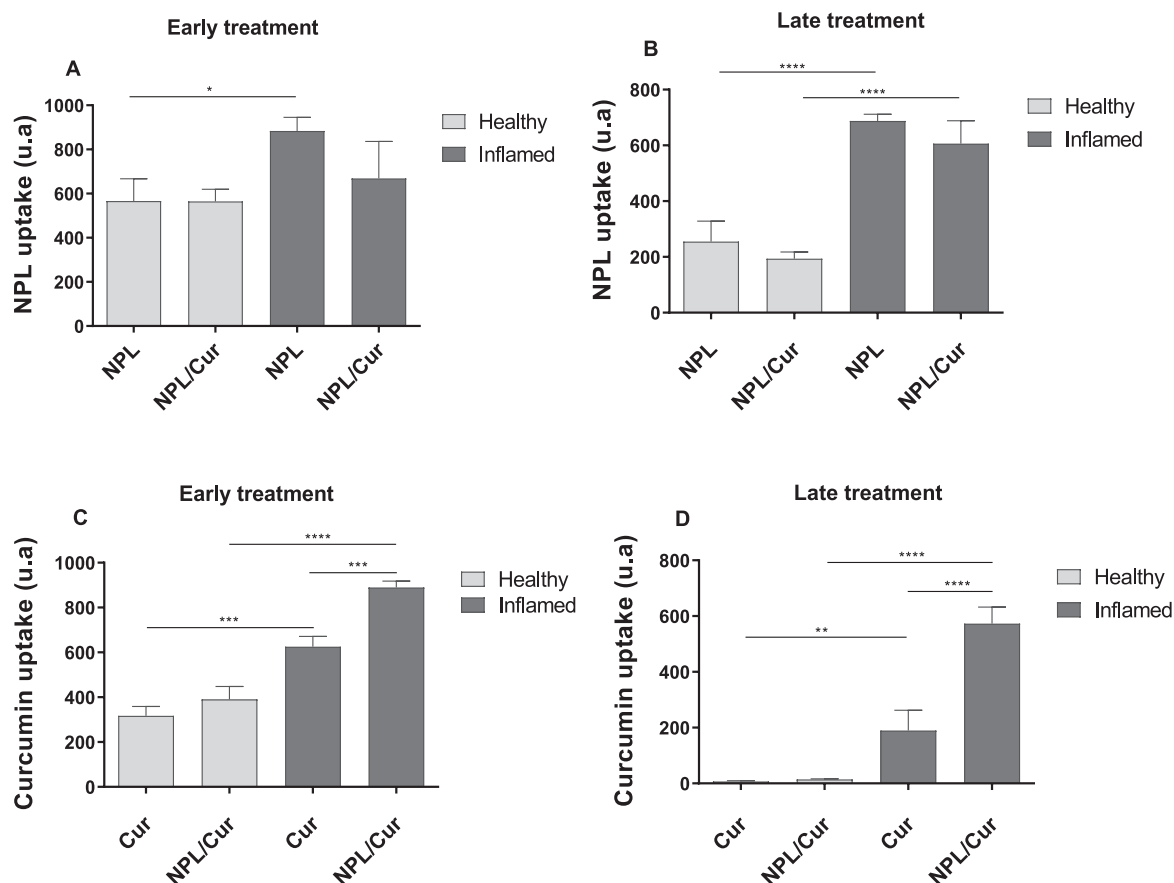 Early treatment
A
NPL uptake (u.a)
1000
800
600
400
200
0
*
Healthy
Inflamed
NPL
NPL/Cur
NPL
NPL/Cur
Late treatment
B
NPL uptake (u.a)
800
600
400
200
0
****
****
Healthy
Inflamed
NPL
NPL/Cur
NPL
NPL/Cur
Early treatment
C
Curcumin uptake (u.a)
1000
800
600
400
200
0
****
***
***
Healthy
Inflamed
Cur
NPL/Cur
Cur
NPL/Cur
Late treatment
D
Curcumin uptake (u.a)
800
600
400
200
0
****
****
**
Healthy
Inflamed
Cur
NPL/Cur
Cur
NPL/Cur